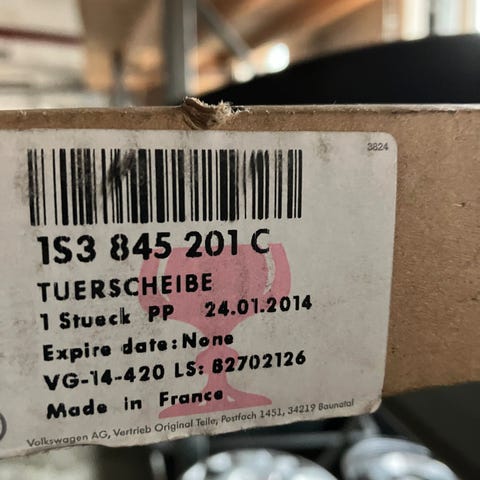 3824
1S3 845 201 C
TUERSCHEIBE
1 Stueck PP 24.01.2014
Expire date: None
VG-14-420 LS: 82702126
Made in France
Volkswagen AG, Vertrieb Original Teile, Postfach 1451, 34219 Baunatal